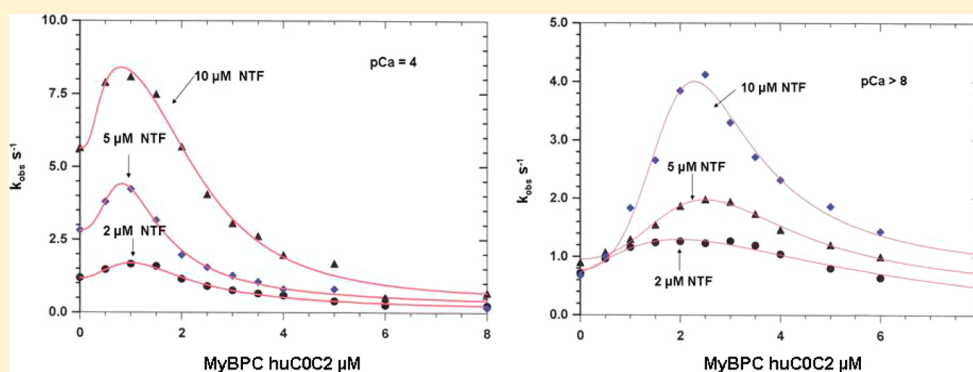 10.0
7.5
5.0
2.5
0.0
k_obs s^-1
pCa = 4
10 µM NTF
5 µM NTF
2 µM NTF
0 2 4 6 8
MyBPC huC0C2 µM
5.0
4.0
3.0
2.0
1.0
0.0
k_obs s^-1
pCa > 8
10 µM NTF
5 µM NTF
2 µM NTF
0 2 4 6
MyBPC huC0C2 µM